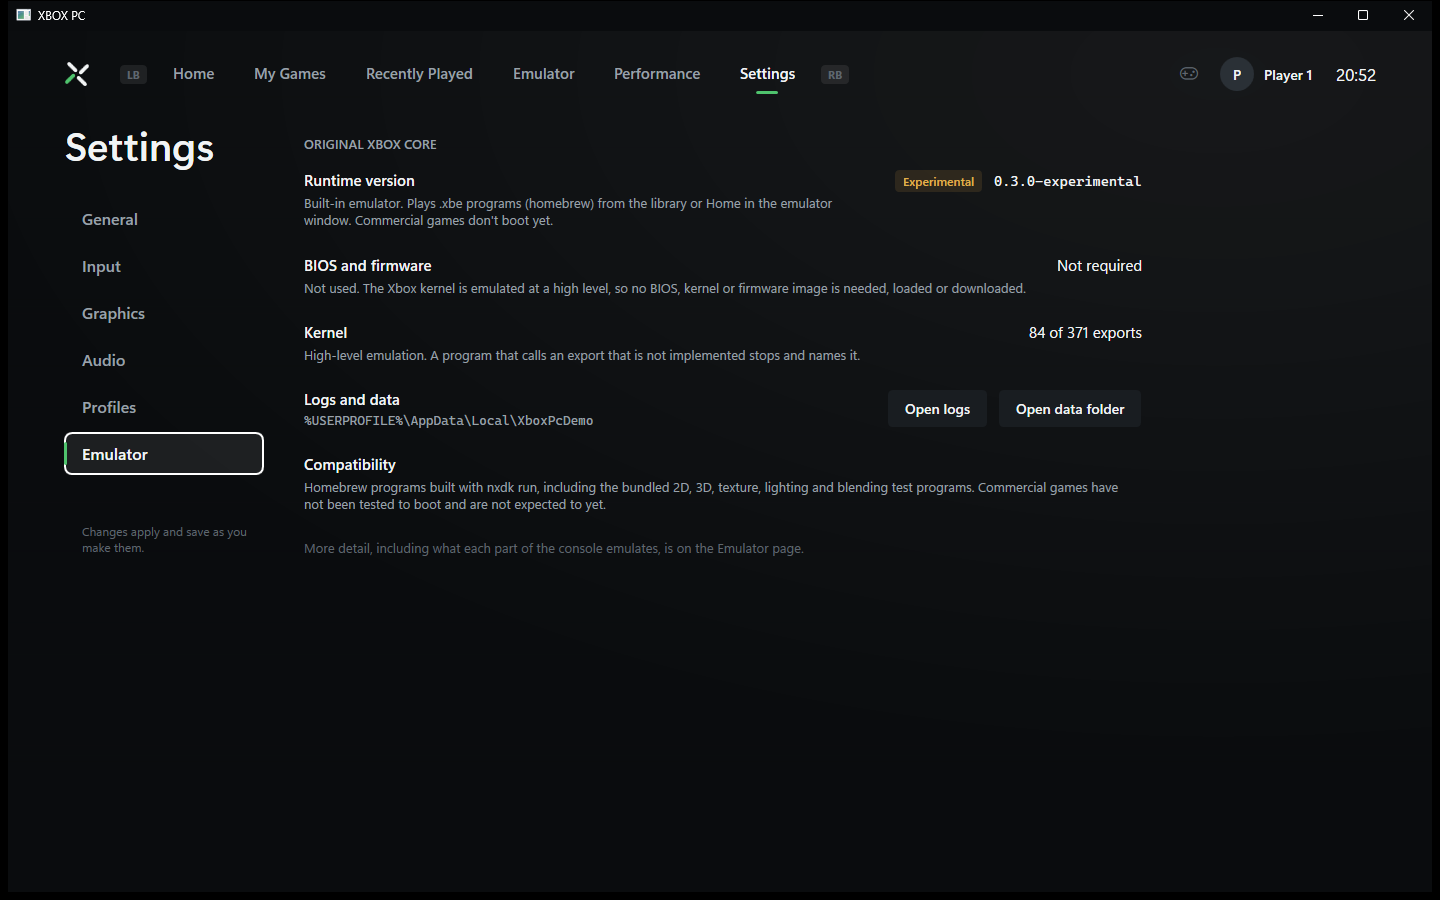 XBOX PC
LB
Home
My Games
Recently Played
Emulator
Performance
Settings
RB
P
Player 1
20:52
Settings
General
Input
Graphics
Audio
Profiles
Emulator
Changes apply and save as you
make them.
ORIGINAL XBOX CORE
Runtime version
Experimental
0.3.0-experimental
Built-in emulator. Plays .xbe programs (homebrew) from the library or Home in the emulator
window. Commercial games don't boot yet.
BIOS and firmware
Not required
Not used. The Xbox kernel is emulated at a high level, so no BIOS, kernel or firmware image is needed, loaded or downloaded.
Kernel
84 of 371 exports
High-level emulation. A program that calls an export that is not implemented stops and names it.
Logs and data
%USERPROFILE%\AppData\Local\XboxPcDemo
Open logs
Open data folder
Compatibility
Homebrew programs built with nxdk run, including the bundled 2D, 3D, texture, lighting and blending test programs. Commercial games have
not been tested to boot and are not expected to yet.
More detail, including what each part of the console emulates, is on the Emulator page.